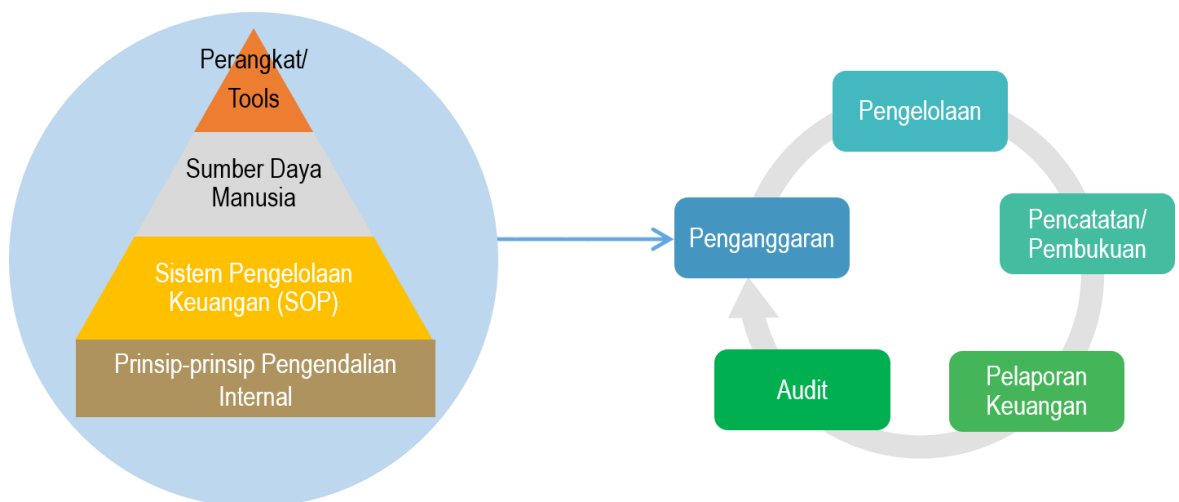 Perangkat/
Tools
Sumber Daya
Manusia
Sistem Pengelolaan
Keuangan (SOP)
Prinsip-prinsip Pengendalian
Internal
Pengelolaan
Penganggaran
Pencatatan/
Pembukuan
Audit
Pelaporan
Keuangan